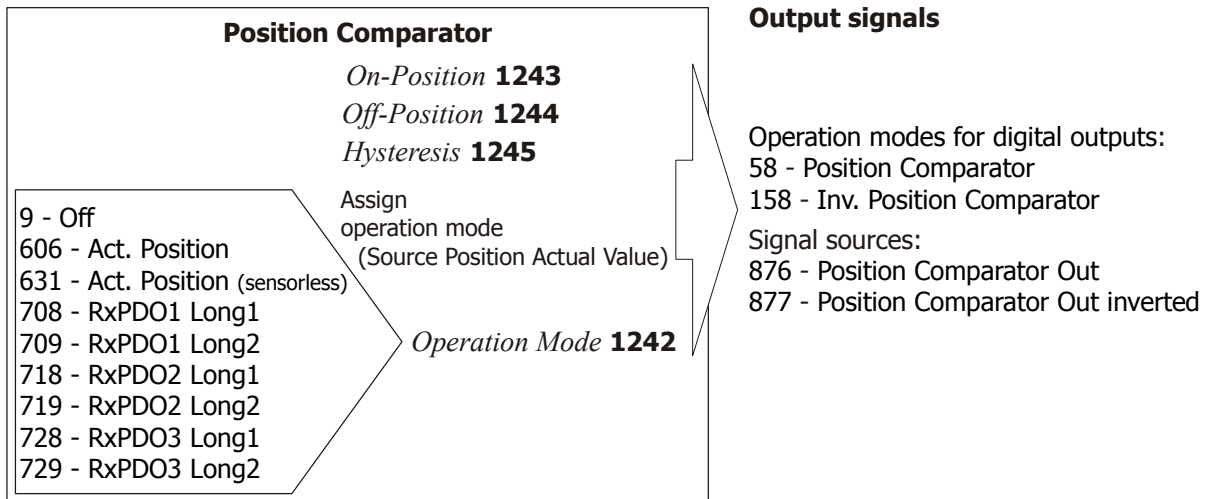 Position Comparator
On-Position 1243
Off-Position 1244
Hysteresis 1245
Assign
operation mode
(Source Position Actual Value)
9 - Off
606 - Act. Position
631 - Act. Position (sensorless)
708 - RxPDO1 Long1
709 - RxPDO1 Long2
718 - RxPDO2 Long1
719 - RxPDO2 Long2
728 - RxPDO3 Long1
729 - RxPDO3 Long2
Operation Mode 1242
Output signals
Operation modes for digital outputs:
58 - Position Comparator
158 - Inv. Position Comparator
Signal sources:
876 - Position Comparator Out
877 - Position Comparator Out inverted